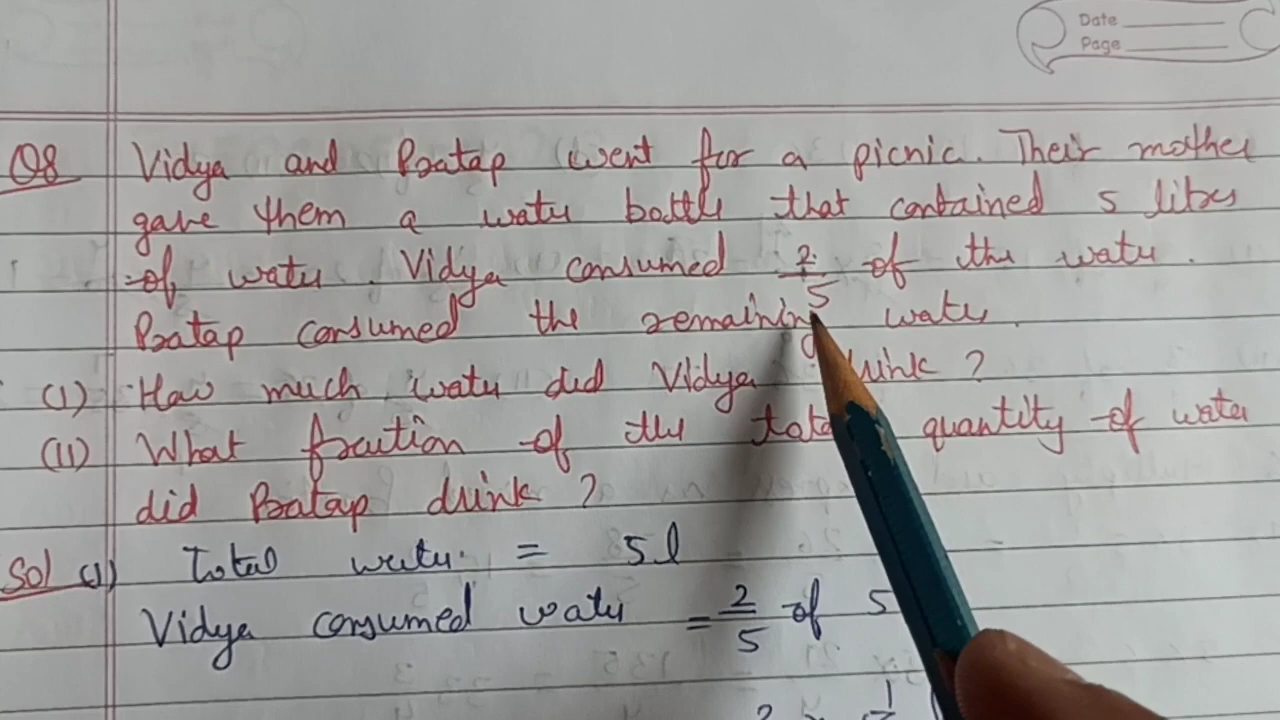 Date
Page
Q8 Vidya and Pratap went for a picnic. Their mother
gave them a water bottle that contained 5 litres
of water. Vidya consumed 2/5 of the water.
Pratap consumed the remaining water.
(I) How much water did Vidya drink?
(II) What fraction of the total quantity of water
did Pratap drink?
Sol (I) Total water = 5l
Vidya consumed water = 2/5 of 5